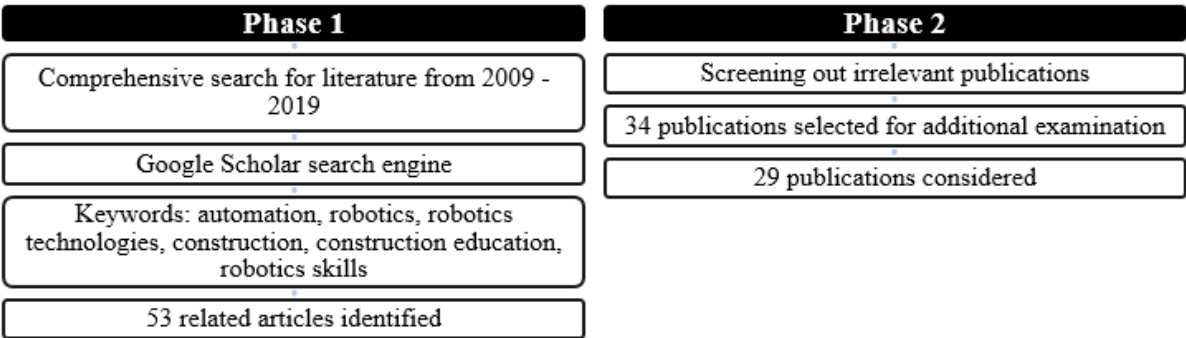 Phase 1
Comprehensive search for literature from 2009 -
2019
Google Scholar search engine
Keywords: automation, robotics, robotics
technologies, construction, construction education,
robotics skills
53 related articles identified
Phase 2
Screening out irrelevant publications
34 publications selected for additional examination
29 publications considered